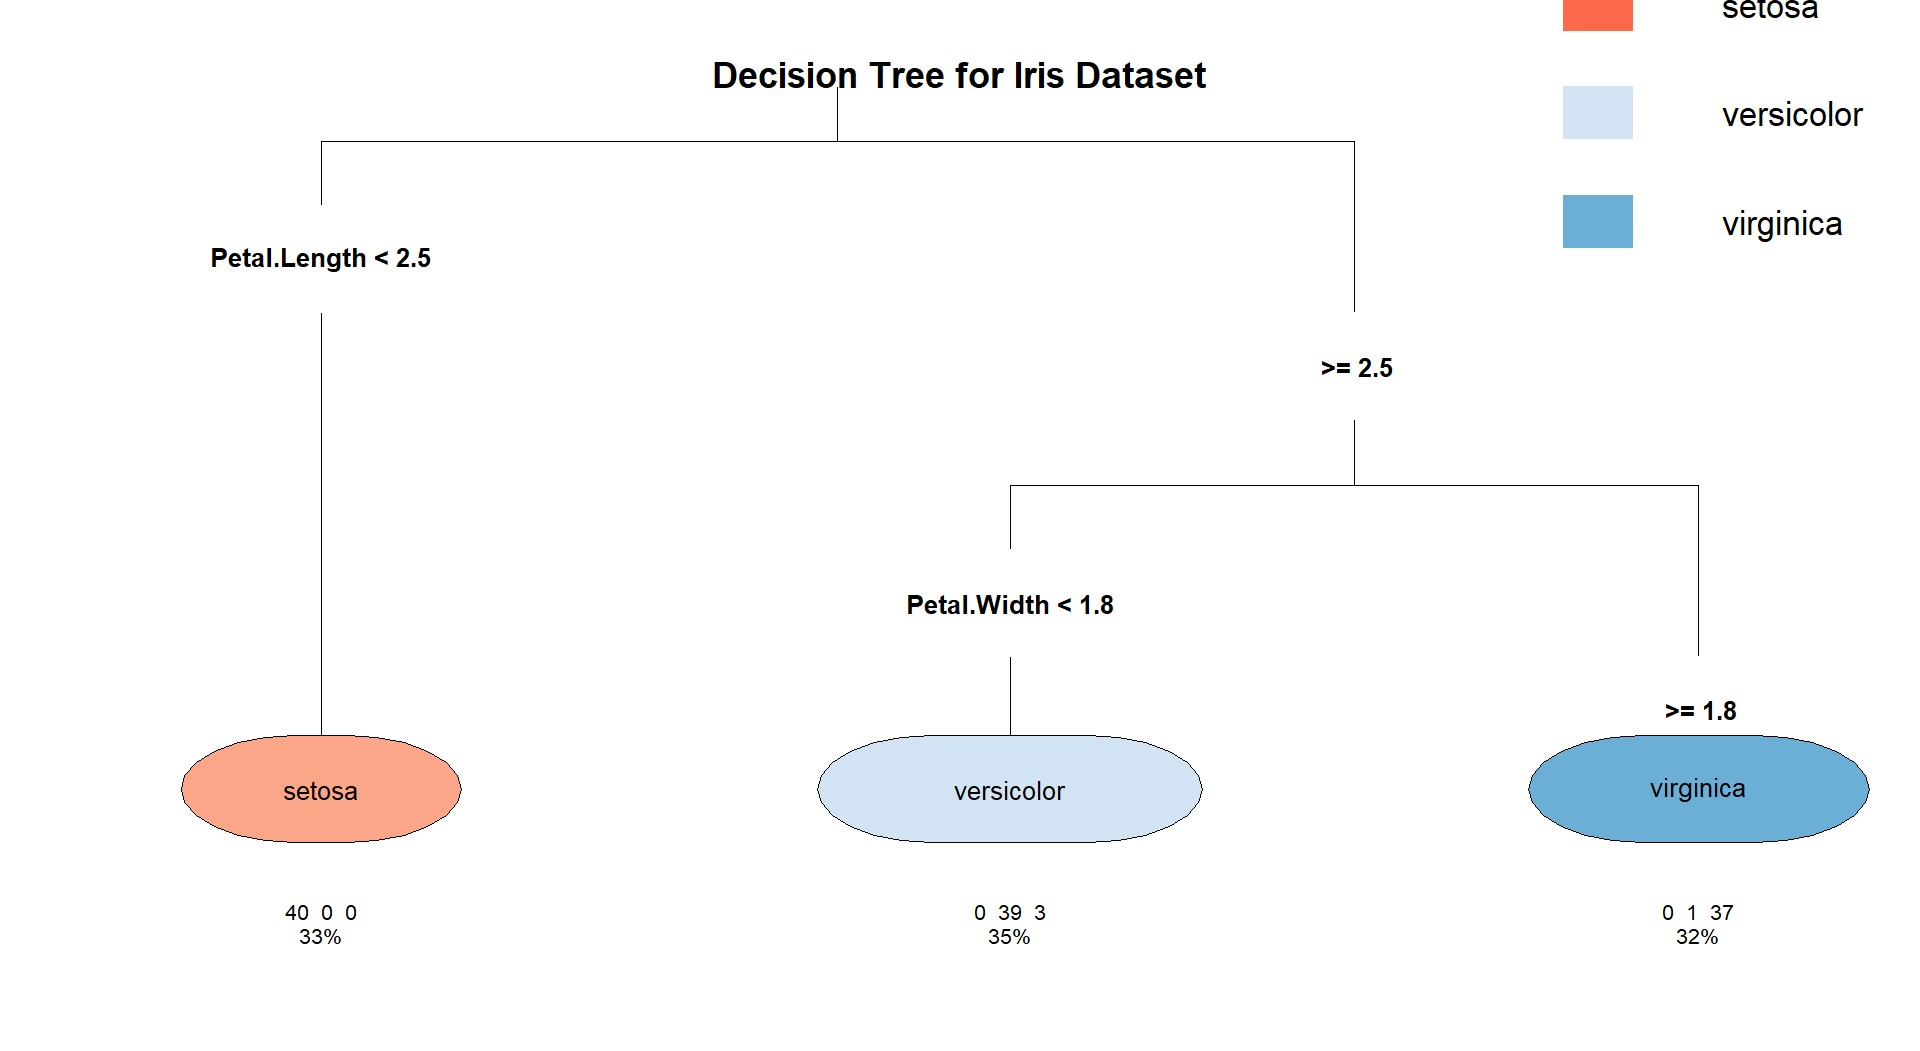 setosa
Decision Tree for Iris Dataset
versicolor
virginica
Petal.Length < 2.5
>= 2.5
Petal.Width < 1.8
>= 1.8
setosa
versicolor
virginica
40 0 0
33%
0 39 3
35%
0 1 37
32%